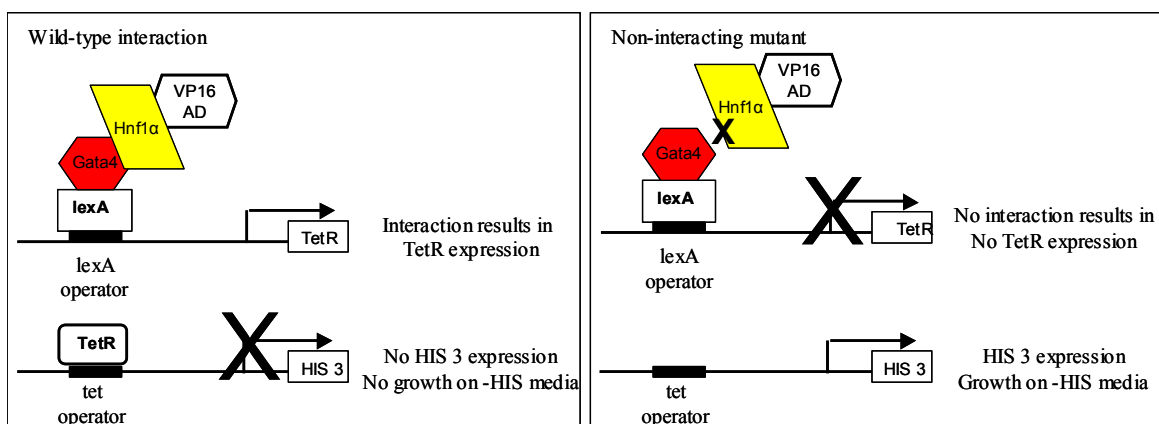 Wild-type interaction
VP16
AD
Hnf1α
Gata4
lexA
TetR
Interaction results in
TetR expression
lexA
operator
TetR
HIS 3
No HIS 3 expression
No growth on -HIS media
tet
operator
Non-interacting mutant
VP16
AD
Hnf1α
X
Gata4
lexA
TetR
No interaction results in
No TetR expression
lexA
operator
HIS 3
HIS 3 expression
Growth on -HIS media
tet
operator